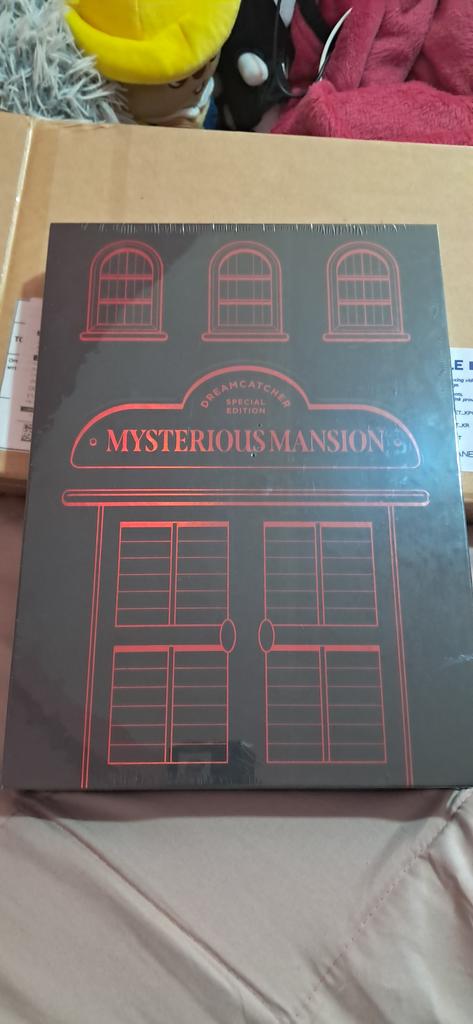 DREAMCATCHER
SPECIAL
EDITION
MYSTERIOUS MANSION